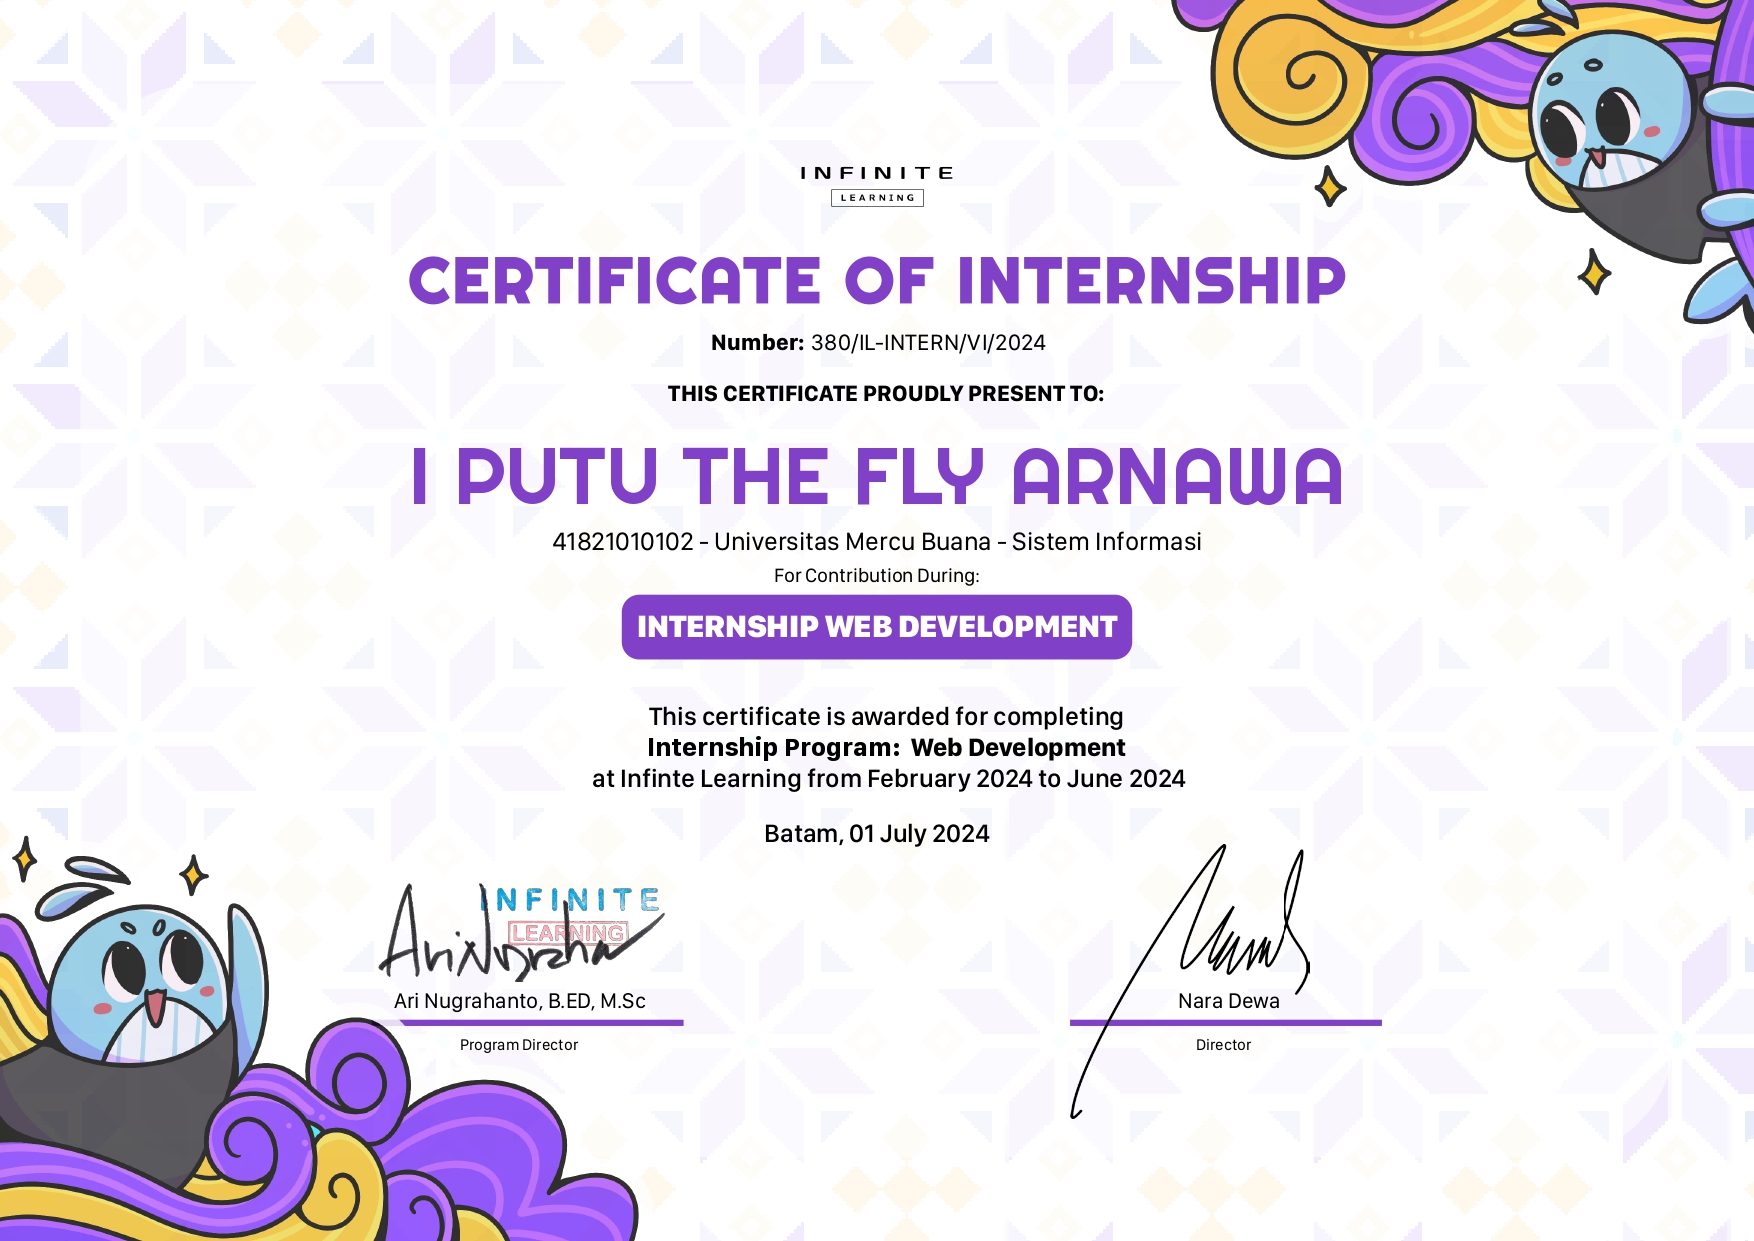 INFINITE
LEARNING
CERTIFICATE OF INTERNSHIP
Number: 380/IL-INTERN/VI/2024
THIS CERTIFICATE PROUDLY PRESENT TO:
I PUTU THE FLY ARNAWA
41821010102 - Universitas Mercu Buana - Sistem Informasi
For Contribution During:
INTERNSHIP WEB DEVELOPMENT
This certificate is awarded for completing
Internship Program: Web Development
at Infinte Learning from February 2024 to June 2024
Batam, 01 July 2024
INFINITE
LEARNING
Ari Nugraha
Ari Nugrahanto, B.ED, M.Sc
Program Director
Nara Dewa
Director